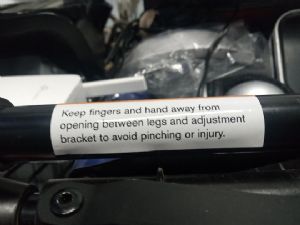 Keep fingers and hand away from
opening between legs and adjustment
bracket to avoid pinching or injury.